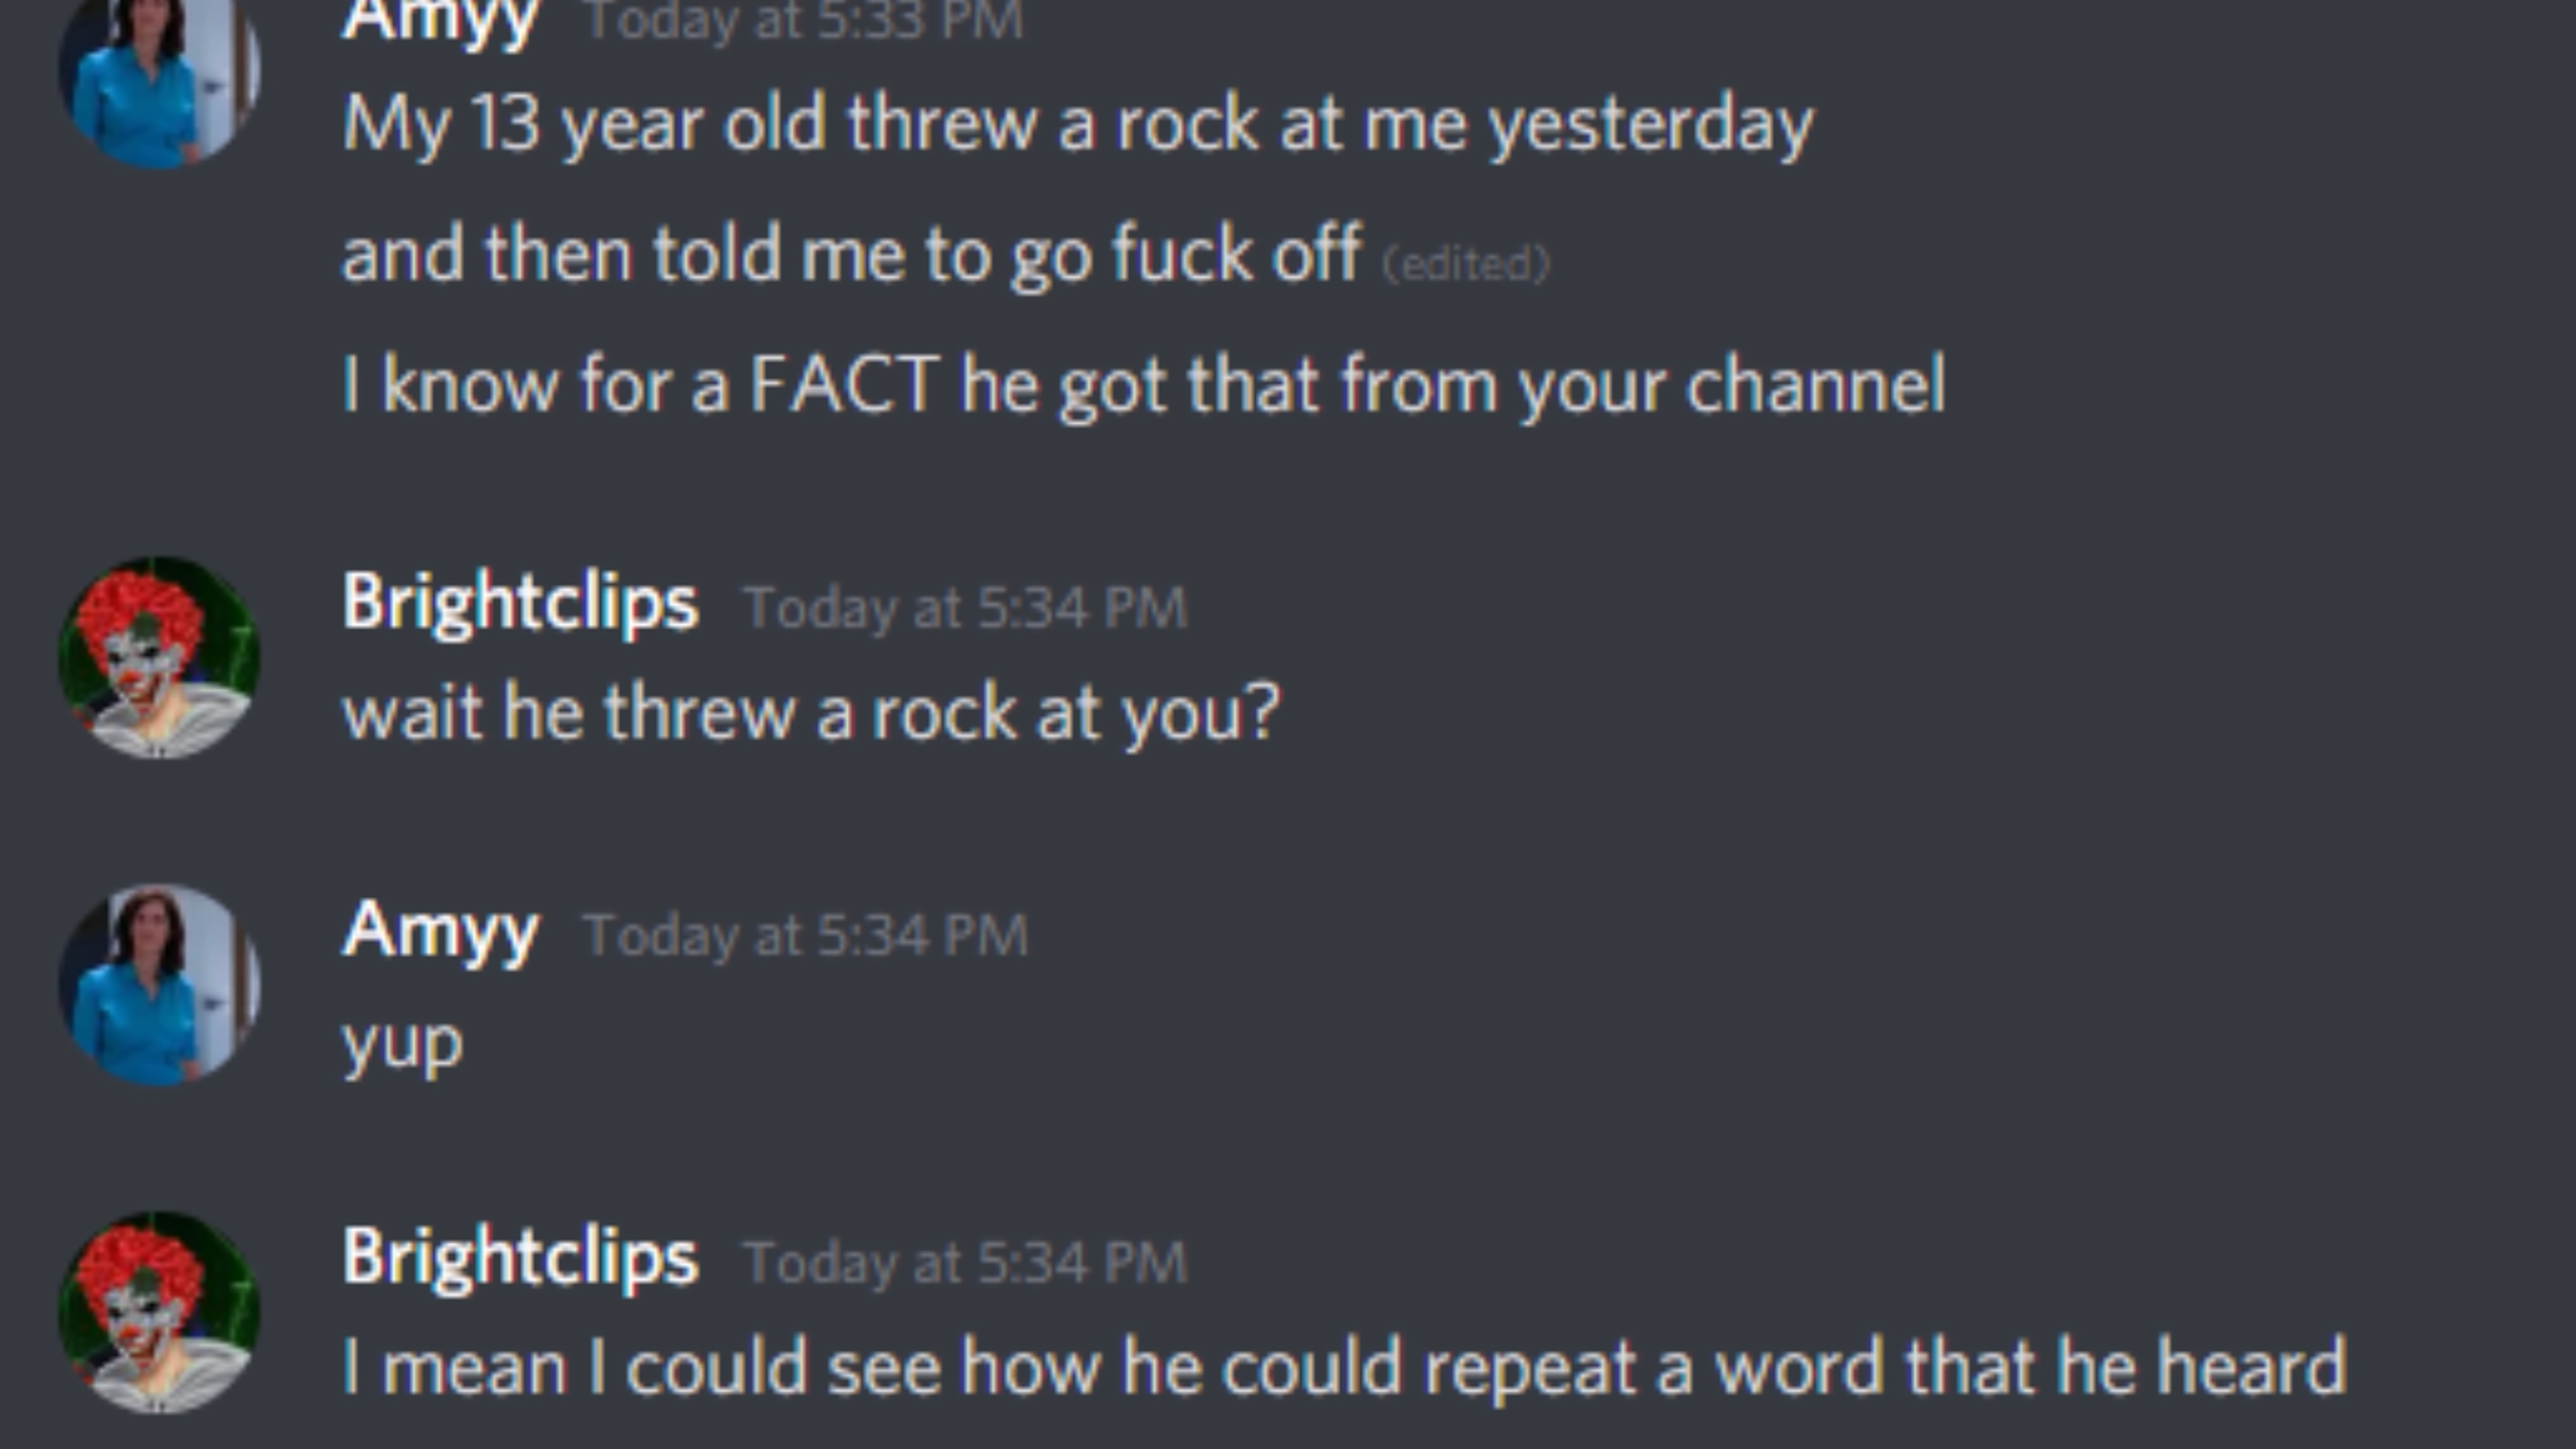 Amyy Today at 5:33 PM
My 13 year old threw a rock at me yesterday
and then told me to go fuck off (edited)
I know for a FACT he got that from your channel
Brightclips Today at 5:34 PM
wait he threw a rock at you?
Amyy Today at 5:34 PM
yup
Brightclips Today at 5:34 PM
I mean I could see how he could repeat a word that he heard